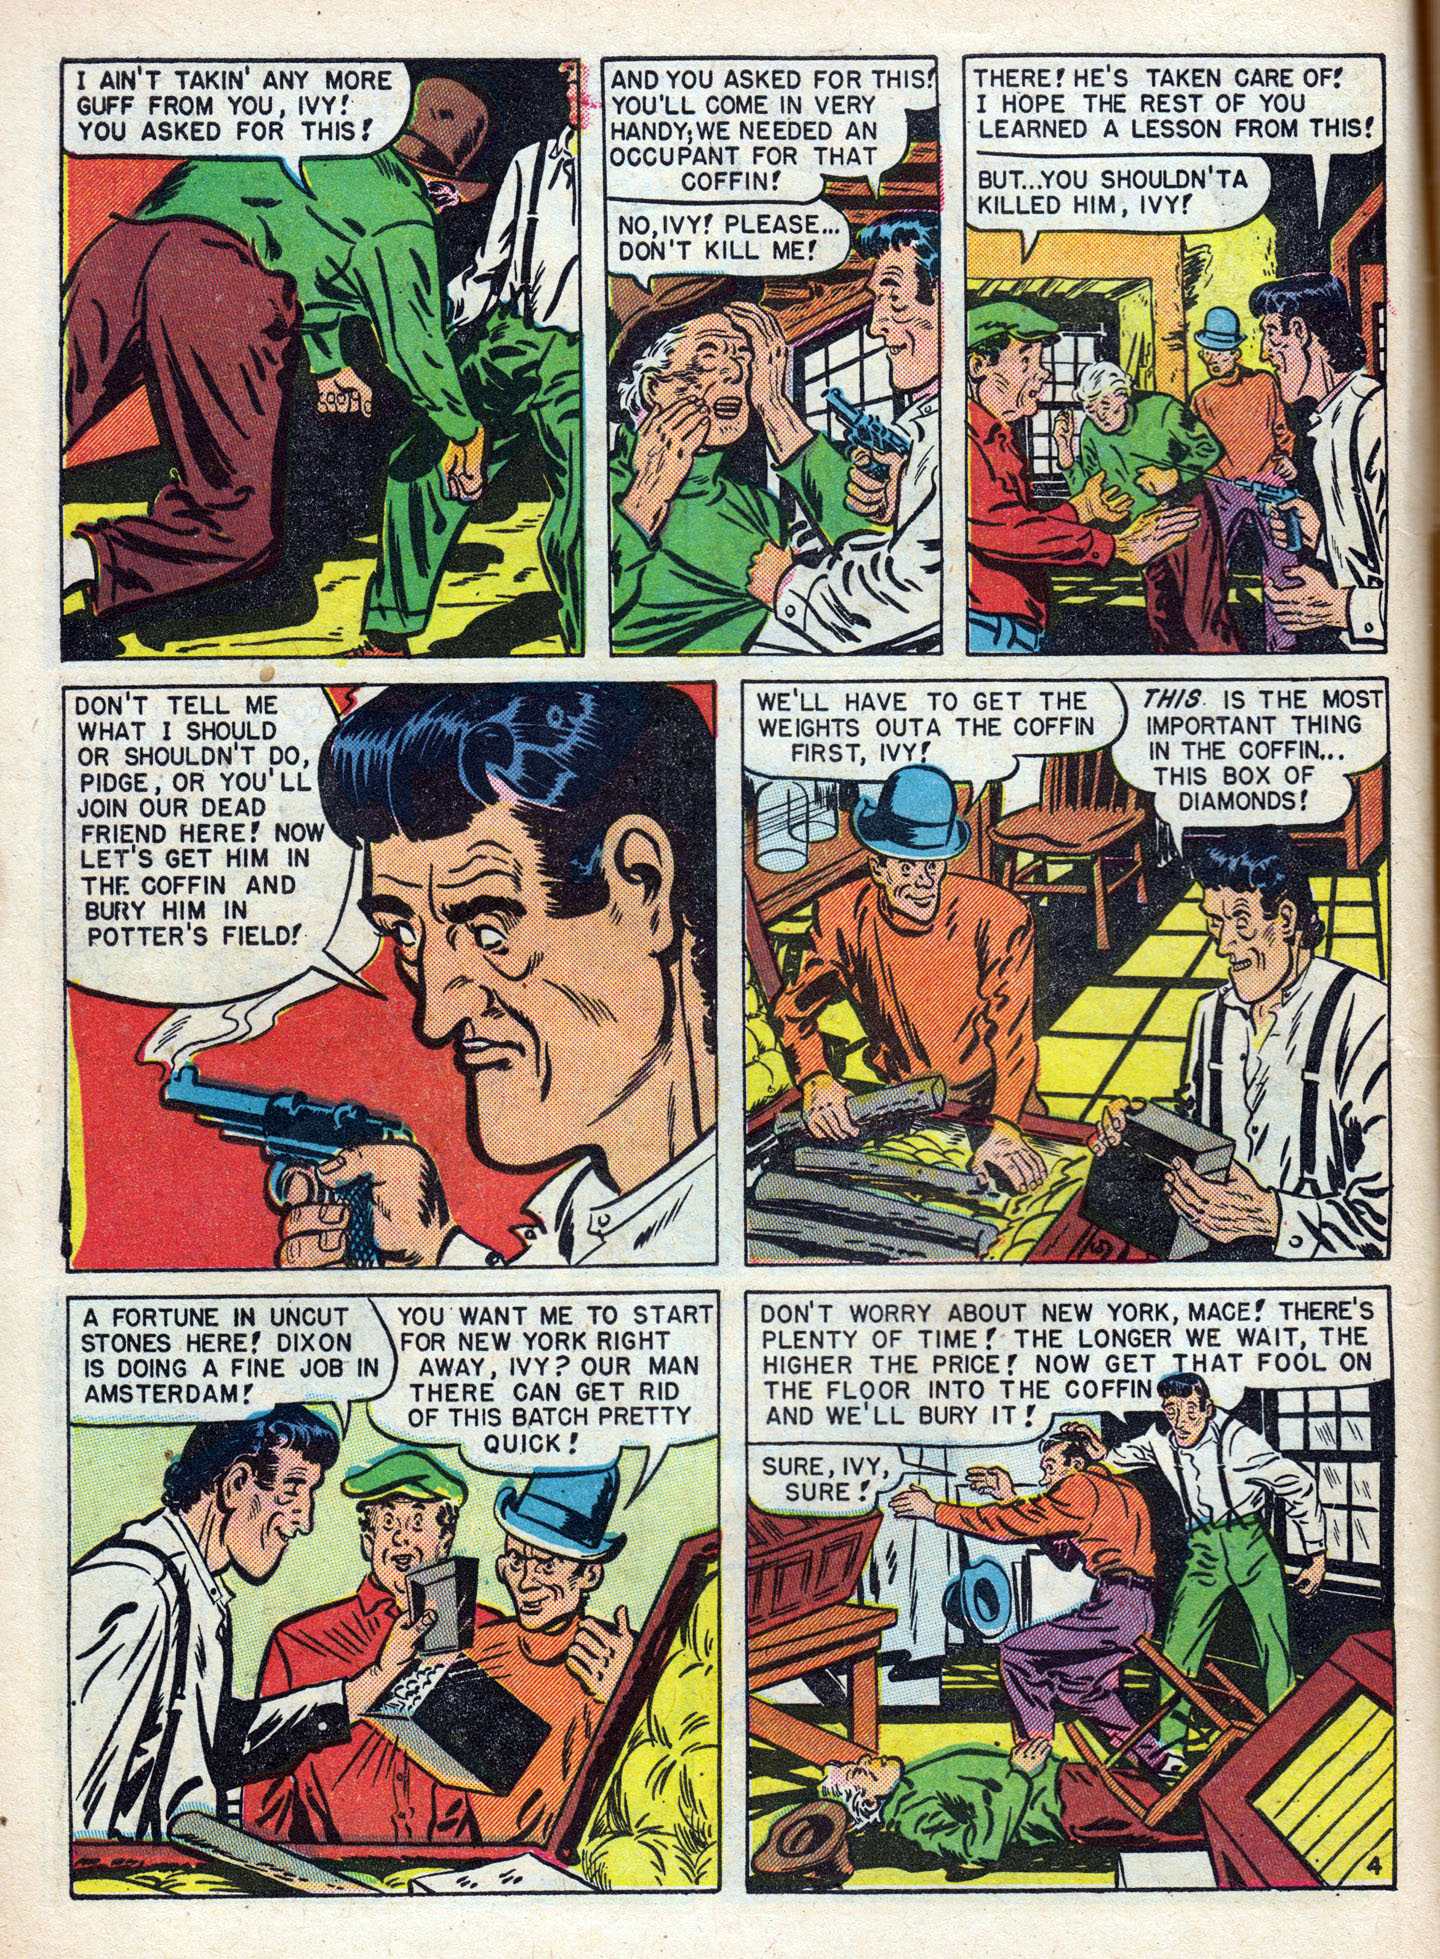 I AIN'T TAKIN' ANY MORE
GUFF FROM YOU, IVY!
YOU ASKED FOR THIS!
AND YOU ASKED FOR THIS!
YOU'LL COME IN VERY
HANDY; WE NEEDED AN
OCCUPANT FOR THAT
COFFIN!
NO, IVY! PLEASE...
DON'T KILL ME!
THERE! HE'S TAKEN CARE OF!
I HOPE THE REST OF YOU
LEARNED A LESSON FROM THIS!
BUT...YOU SHOULDN'TA
KILLED HIM, IVY!
DON'T TELL ME
WHAT I SHOULD
OR SHOULDN'T DO,
PIDGE, OR YOU'LL
JOIN OUR DEAD
FRIEND HERE! NOW
LET'S GET HIM IN
THE COFFIN AND
BURY HIM IN
POTTER'S FIELD!
WE'LL HAVE TO GET THE
WEIGHTS OUTA THE COFFIN
FIRST, IVY!
THIS IS THE MOST
IMPORTANT THING
IN THE COFFIN...
THIS BOX OF
DIAMONDS!
A FORTUNE IN UNCUT
STONES HERE! DIXON
IS DOING A FINE JOB IN
AMSTERDAM!
YOU WANT ME TO START
FOR NEW YORK RIGHT
AWAY, IVY? OUR MAN
THERE CAN GET RID
OF THIS BATCH PRETTY
QUICK!
DON'T WORRY ABOUT NEW YORK, MACE! THERE'S
PLENTY OF TIME! THE LONGER WE WAIT, THE
HIGHER THE PRICE! NOW GET THAT FOOL ON
THE FLOOR INTO THE COFFIN
AND WE'LL BURY IT!
SURE, IVY,
SURE!
4